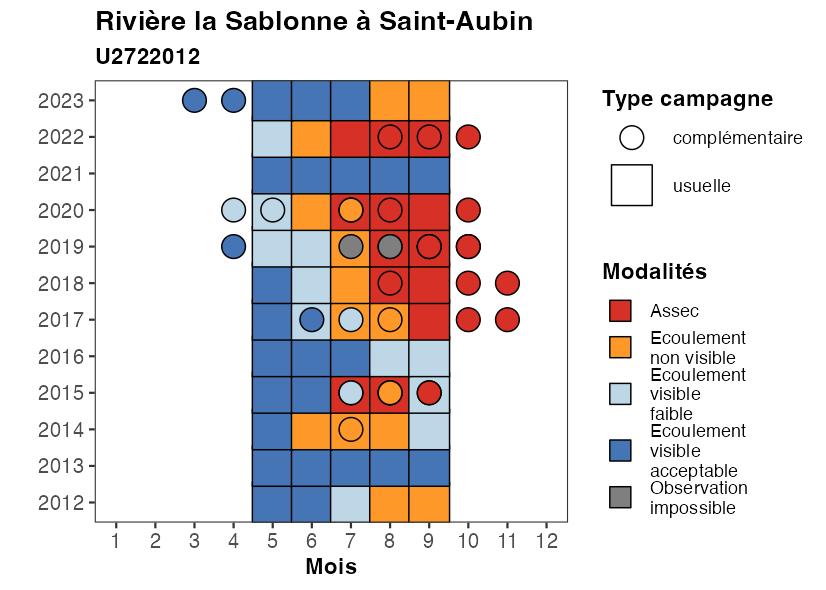 Rivière la Sablonne à Saint-Aubin
U2722012
2023
2022
2021
2020
2019
2018
2017
2016
2015
2014
2013
2012
1 2 3 4 5 6 7 8 9 10 11 12
Mois
Type campagne
complémentaire
usuelle
Modalités
Assec
Ecoulement
non visible
Ecoulement
visible
faible
Ecoulement
visible
acceptable
Observation
impossible